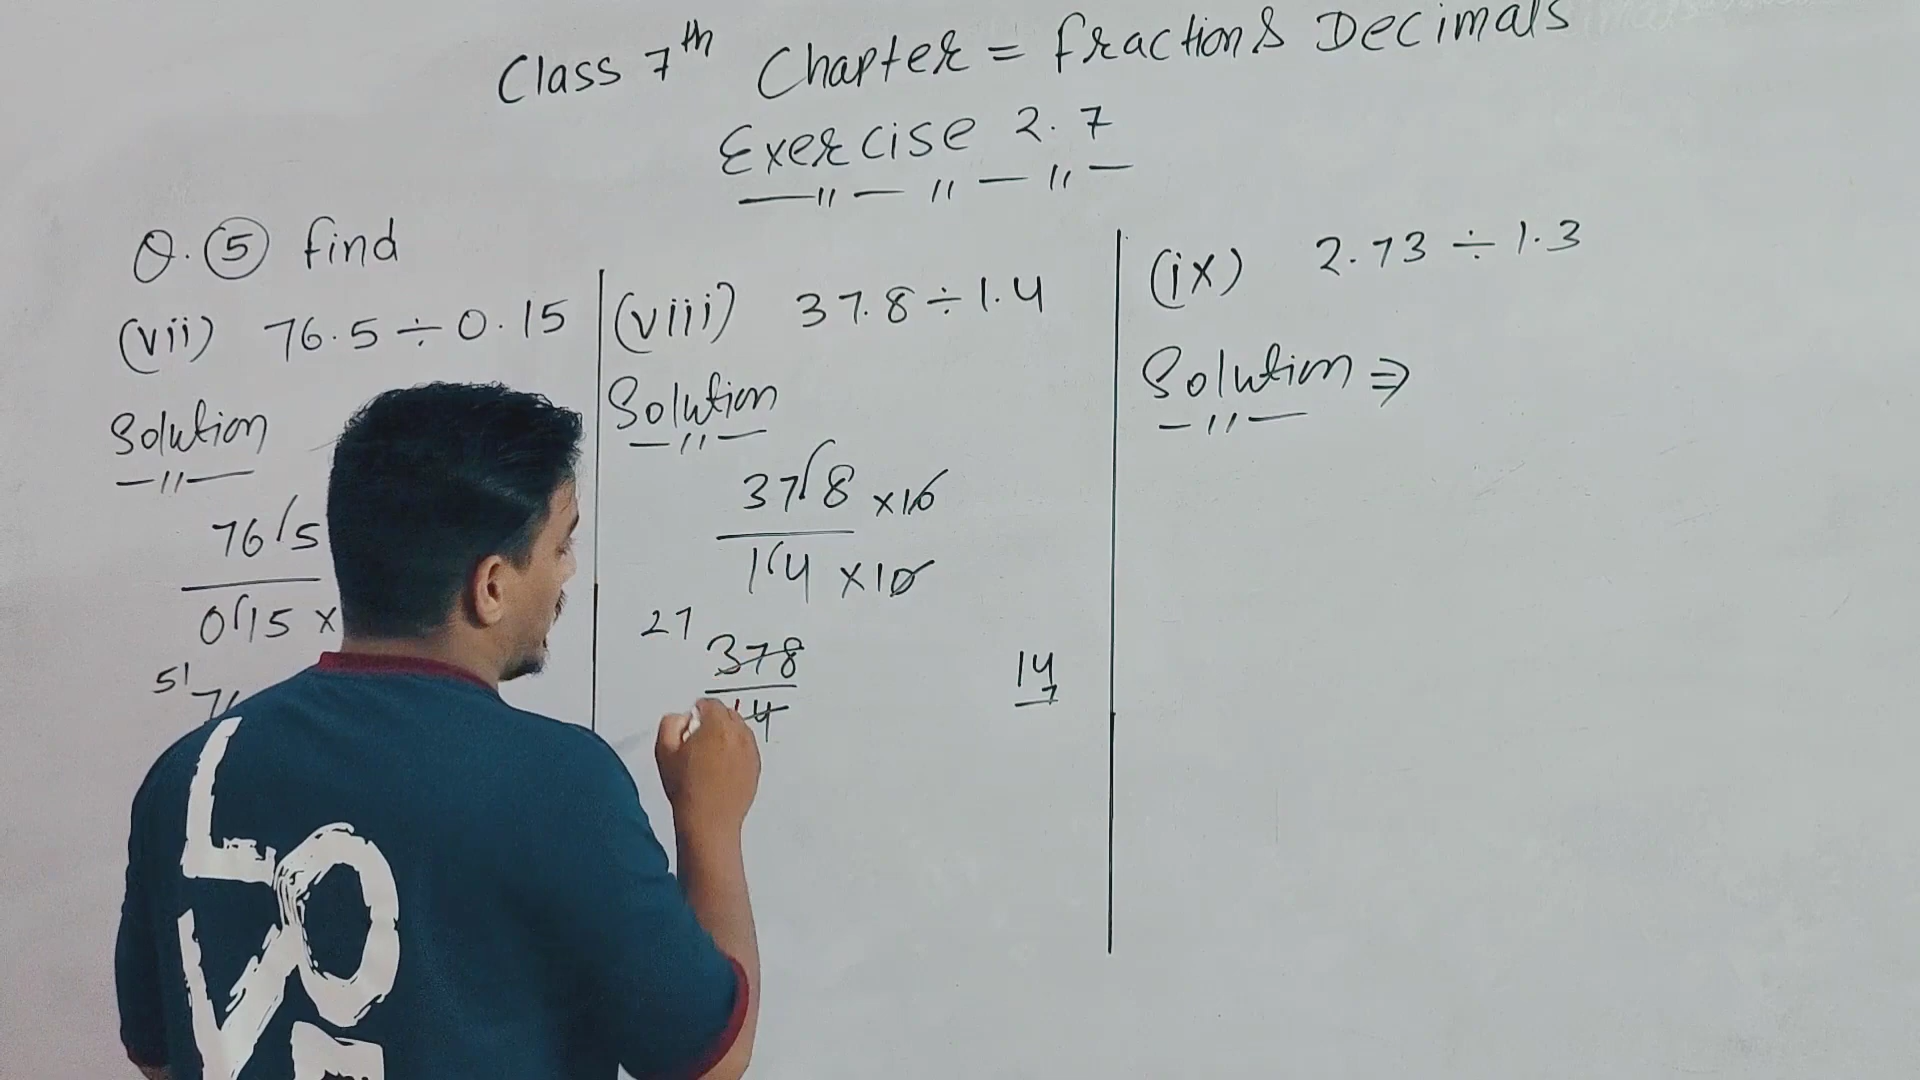 Class 7th Chapter = fraction & Decimals
Exercise 2.7
Q. 5 find
(vii) 76.5 ÷ 0.15
Solution
76/5
0/15 ×
51
(viii) 37.8 ÷ 1.4
Solution
37/8 ×10
1/4 ×10
27
378
14
14
7
(ix) 2.73 ÷ 1.3
Solution ⇒